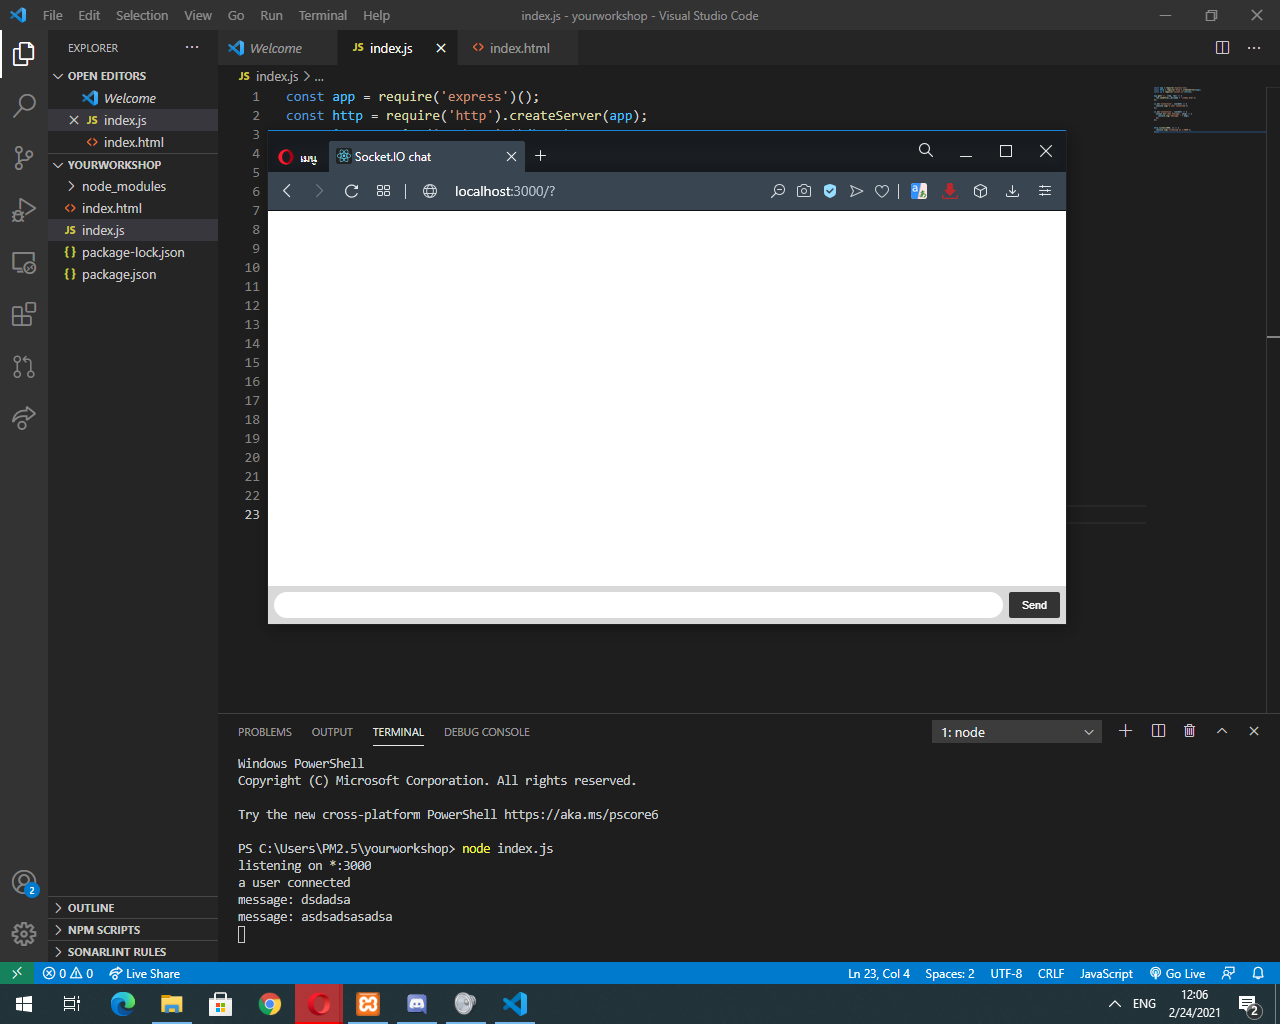 File Edit Selection View Go Run Terminal Help
index.js - yourworkshop - Visual Studio Code
EXPLORER
Welcome
JS index.js
index.html
OPEN EDITORS
Welcome
JS index.js
index.html
YOURWORKSHOP
node_modules
index.html
JS index.js
{} package-lock.json
{} package.json
JS index.js > ...
1 const app = require('express')();
2 const http = require('http').createServer(app);
3
4
5
6
7
8
9
10
11
12
13
14
15
16
17
18
19
20
21
22
23
เมนู
Socket.IO chat
localhost:3000/?
Send
PROBLEMS OUTPUT TERMINAL DEBUG CONSOLE
1: node
Windows PowerShell
Copyright (C) Microsoft Corporation. All rights reserved.
Try the new cross-platform PowerShell https://aka.ms/pscore6
PS C:\Users\PM2.5\yourworkshop> node index.js
listening on *:3000
a user connected
message: dsdadsa
message: asdsadsasadsa
2
OUTLINE
NPM SCRIPTS
SONARLINT RULES
0 0 Live Share
Ln 23, Col 4 Spaces: 2 UTF-8 CRLF JavaScript Go Live
ENG
12:06
2/24/2021
2